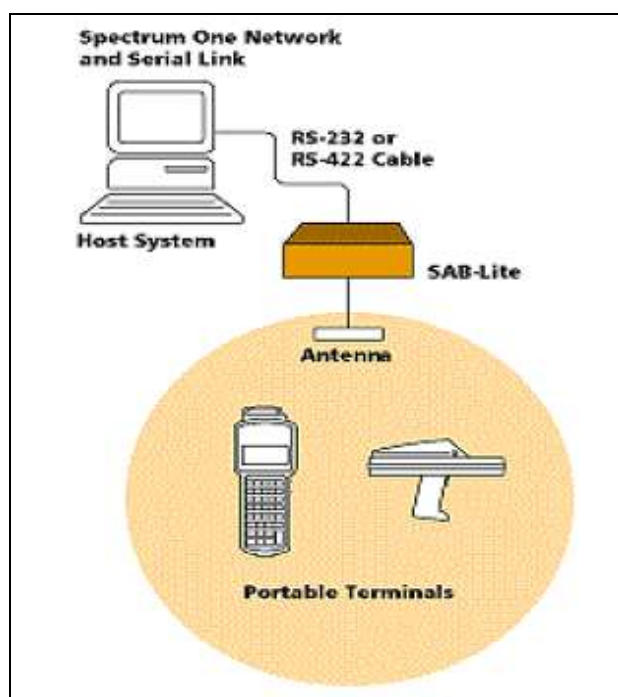 Spectrum One Network
and Serial Link
RS-232 or
RS-422 Cable
Host System
SAB-Lite
Antenna
Portable Terminals